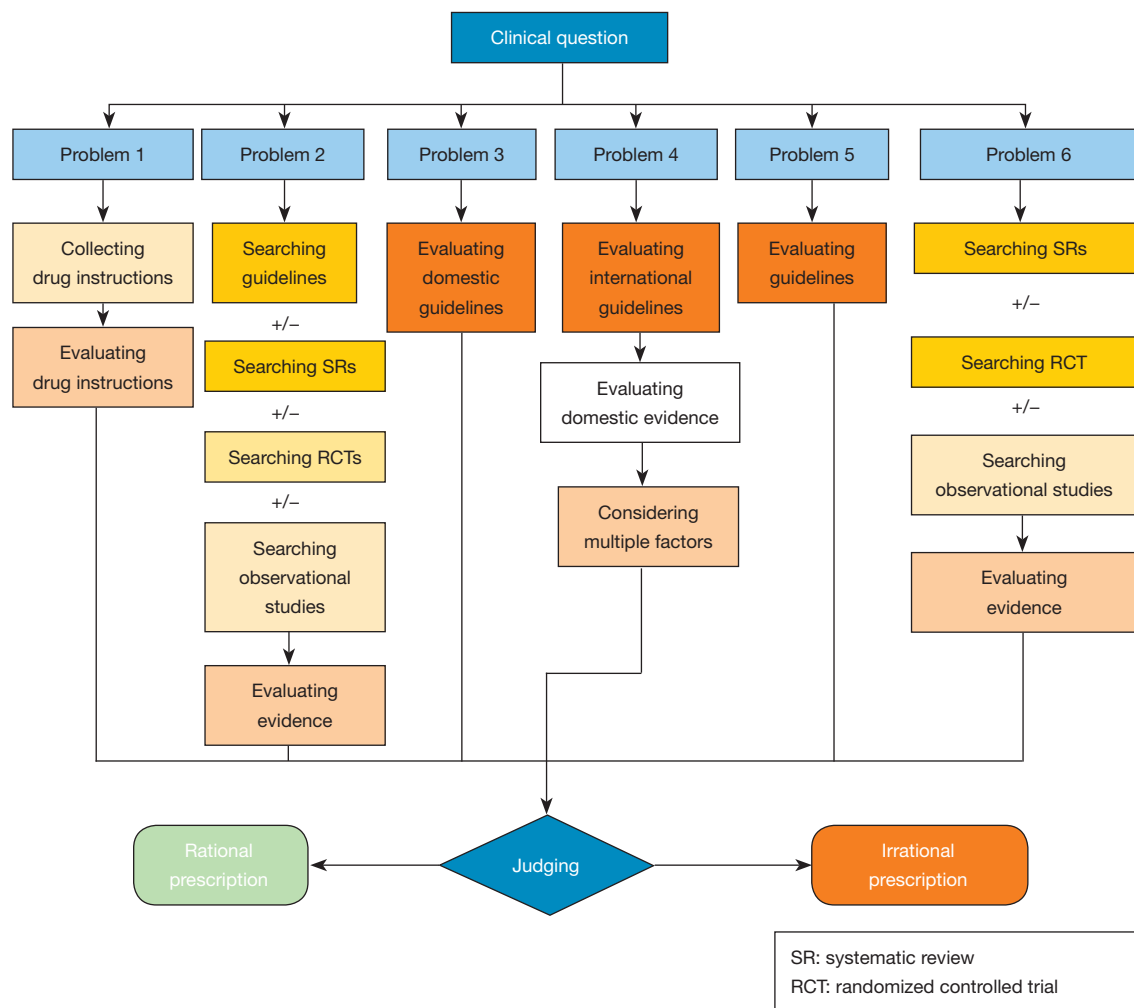 Clinical question
Problem 1
Problem 2
Problem 3
Problem 4
Problem 5
Problem 6
Collecting
drug instructions
Evaluating
drug instructions
Searching
guidelines
+/–
Searching SRs
+/–
Searching RCTs
+/–
Searching
observational
studies
Evaluating
evidence
Evaluating
domestic
guidelines
Evaluating
international
guidelines
Evaluating
domestic evidence
Considering
multiple factors
Evaluating
guidelines
Searching SRs
+/–
Searching RCT
+/–
Searching
observational studies
Evaluating
evidence
Rational
prescription
Judging
Irrational
prescription
SR: systematic review
RCT: randomized controlled trial